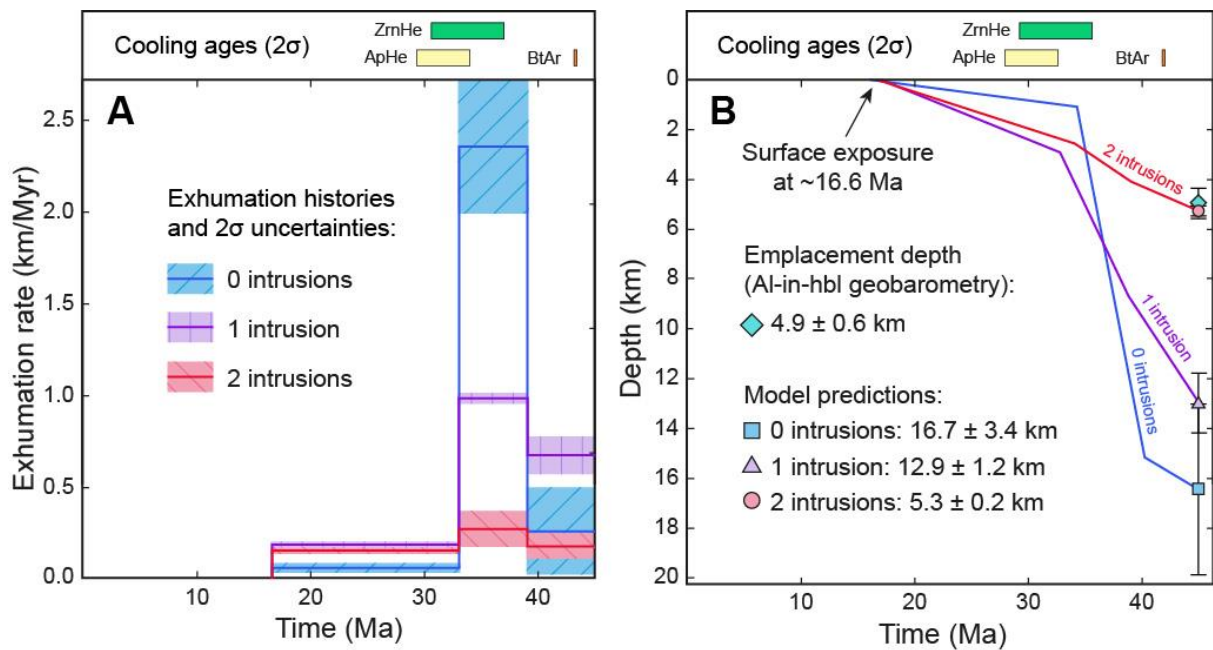 Cooling ages (2σ)
ZrnHe
ApHe
BtAr
A
2.5
2.0
1.5
1.0
0.5
0.0
Exhumation rate (km/Myr)
Exhumation histories
and 2σ uncertainties:
0 intrusions
1 intrusion
2 intrusions
10
20
30
40
Time (Ma)
Cooling ages (2σ)
ZrnHe
ApHe
BtAr
B
0
2
4
6
8
10
12
14
16
18
20
Depth (km)
Surface exposure
at ~16.6 Ma
2 intrusions
1 intrusion
0 intrusions
Emplacement depth
(Al-in-hbl geobarometry):
4.9 ± 0.6 km
Model predictions:
0 intrusions: 16.7 ± 3.4 km
1 intrusion: 12.9 ± 1.2 km
2 intrusions: 5.3 ± 0.2 km
10
20
30
40
Time (Ma)